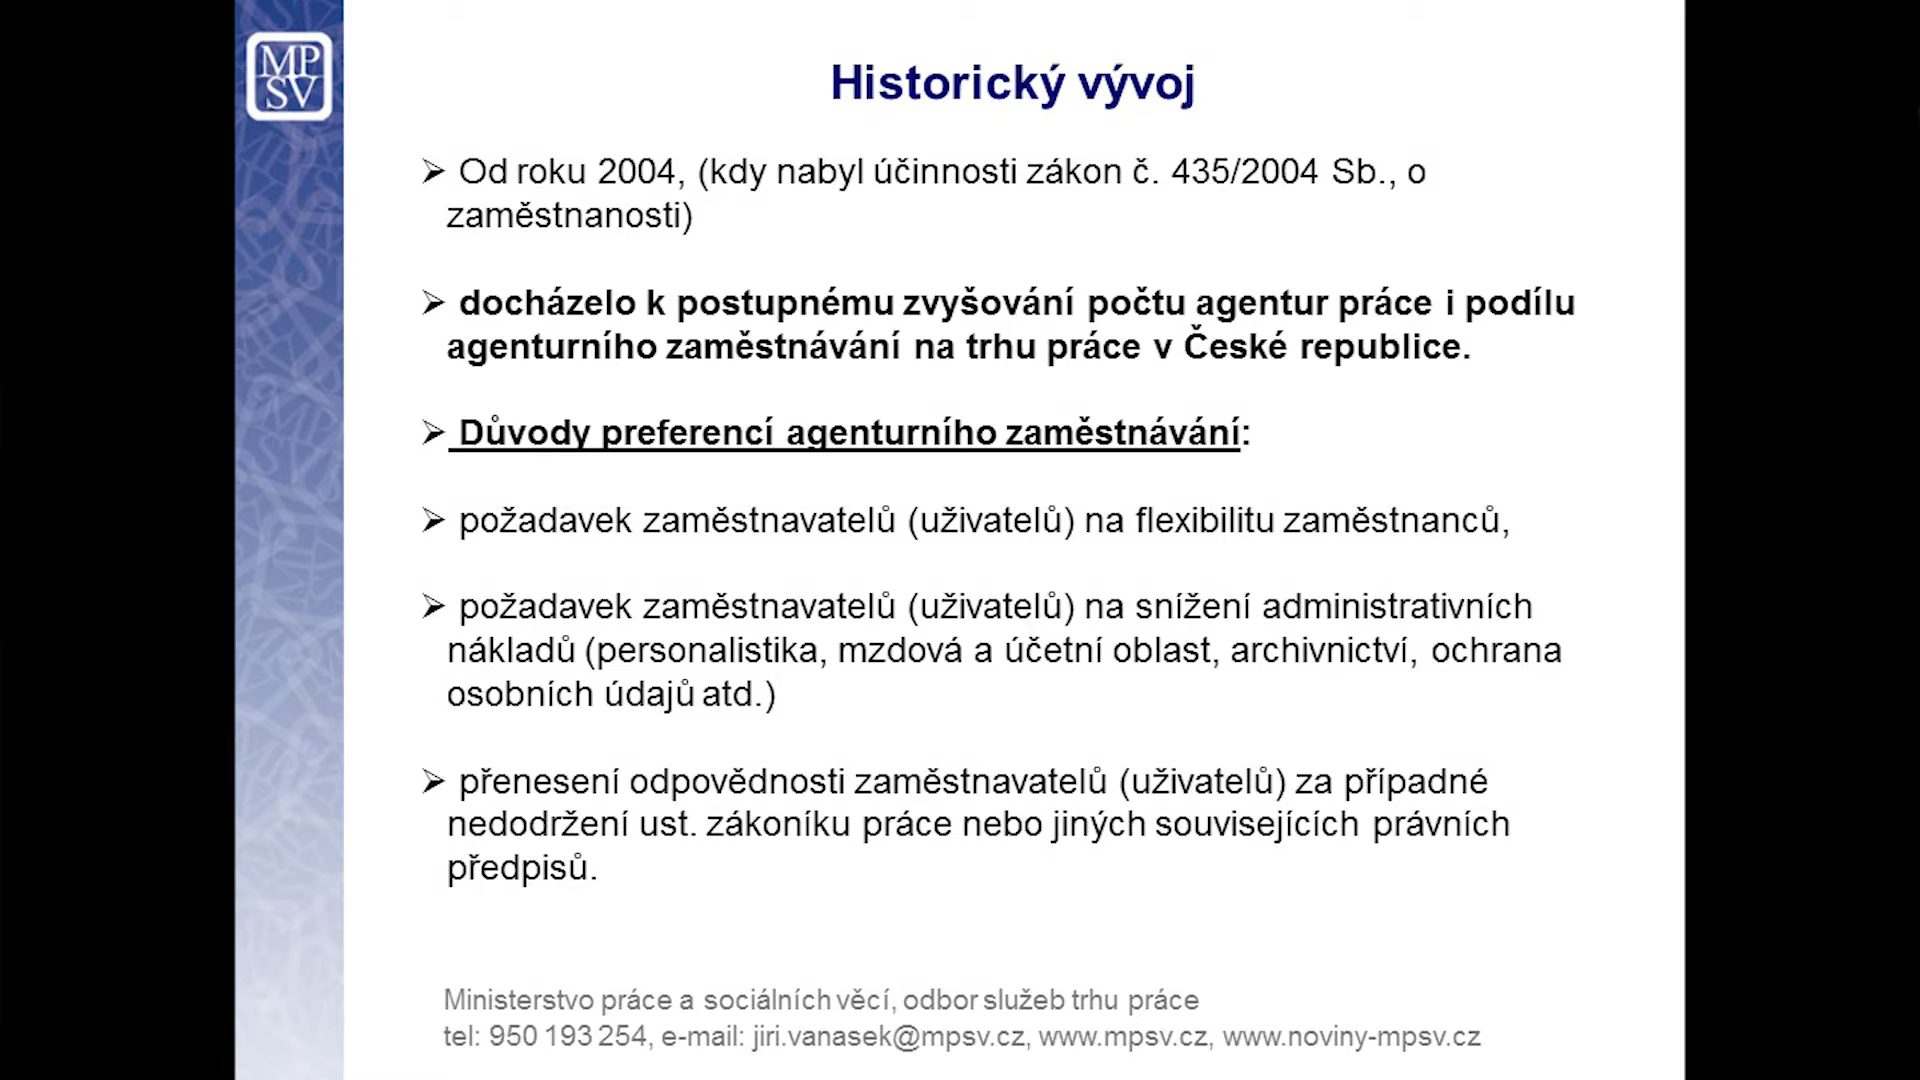 MP
SV
Historický vývoj
➢ Od roku 2004, (kdy nabyl účinnosti zákon č. 435/2004 Sb., o
zaměstnanosti)
➢ docházelo k postupnému zvyšování počtu agentur práce i podílu
agenturního zaměstnávání na trhu práce v České republice.
➢ Důvody preferencí agenturního zaměstnávání:
➢ požadavek zaměstnavatelů (uživatelů) na flexibilitu zaměstnanců,
➢ požadavek zaměstnavatelů (uživatelů) na snížení administrativních
nákladů (personalistika, mzdová a účetní oblast, archivnictví, ochrana
osobních údajů atd.)
➢ přenesení odpovědnosti zaměstnavatelů (uživatelů) za případné
nedodržení ust. zákoníku práce nebo jiných souvisejících právních
předpisů.
Ministerstvo práce a sociálních věcí, odbor služeb trhu práce
tel: 950 193 254, e-mail: jiri.vanasek@mpsv.cz, www.mpsv.cz, www.noviny-mpsv.cz